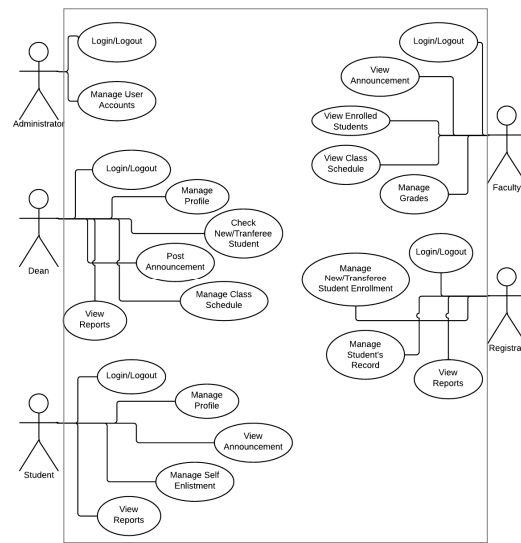 Login/Logout
Manage User
Accounts
Administrator
Login/Logout
View
Announcement
View Enrolled
Students
View Class
Schedule
Manage
Grades
Faculty
Login/Logout
Manage
Profile
Check
New/Tranferee
Student
Post
Announcement
Manage Class
Schedule
View
Reports
Dean
Login/Logout
Manage
New/Transferee
Student Enrollment
Manage
Student's
Record
View
Reports
Registra
Login/Logout
Manage
Profile
View
Announcement
Manage Self
Enlistment
View
Reports
Student